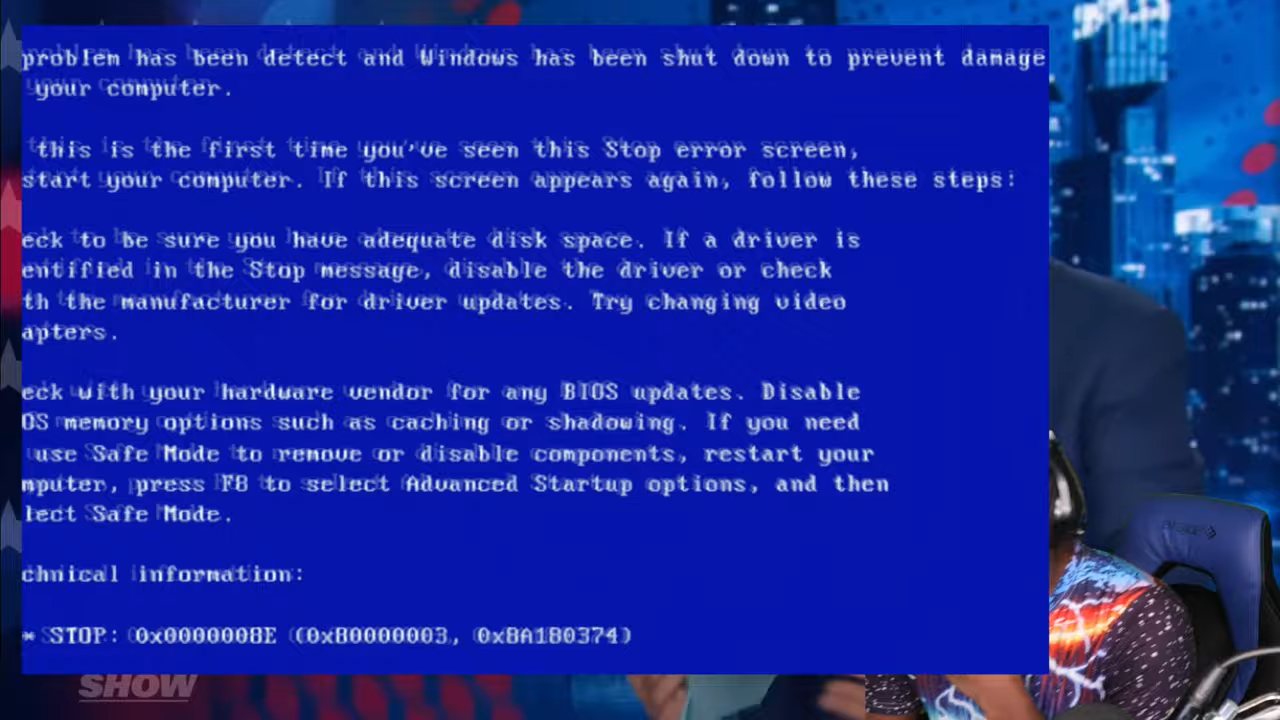 problem has been detect and Windows has been shut down to prevent damage
your computer.
this is the first time you've seen this Stop error screen,
start your computer. If this screen appears again, follow these steps:
eck to be sure you have adequate disk space. If a driver is
entified in the Stop message, disable the driver or check
th the manufacturer for driver updates. Try changing video
apters.
eck with your hardware vendor for any BIOS updates. Disable
OS memory options such as caching or shadowing. If you need
use Safe Mode to remove or disable components, restart your
mputer, press F8 to select Advanced Startup options, and then
lect Safe Mode.
chnical information:
* STOP: 0x0000008E (0xB0000003, 0xBA1B0374)
SHOW